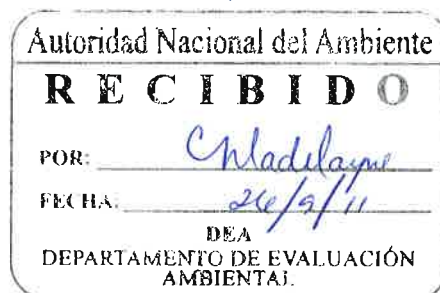 Autoridad Nacional del Ambiente
RECIBIDO
POR:
FECHA: 26/9/11
DEA
DEPARTAMENTO DE EVALUACIÓN
AMBIENTAL